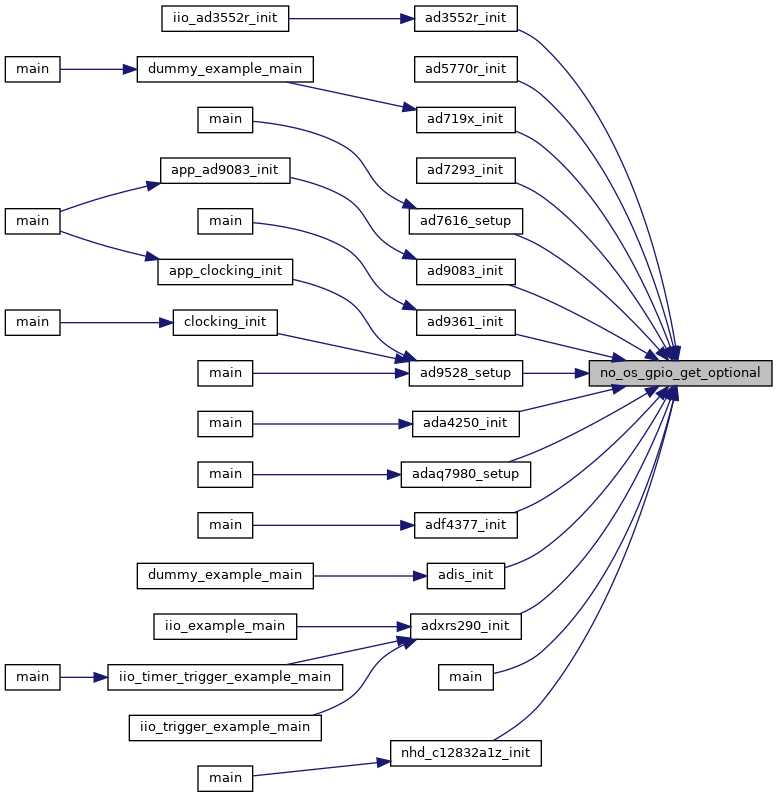 iio_ad3552r_init
ad3552r_init
main
dummy_example_main
ad5770r_init
main
ad719x_init
app_ad9083_init
ad7293_init
main
main
ad7616_setup
app_clocking_init
ad9083_init
main
clocking_init
ad9361_init
main
ad9528_setup
no_os_gpio_get_optional
main
ada4250_init
main
adaq7980_setup
main
adf4377_init
dummy_example_main
adis_init
iio_example_main
adxrs290_init
main
iio_timer_trigger_example_main
main
iio_trigger_example_main
nhd_c12832a1z_init
main